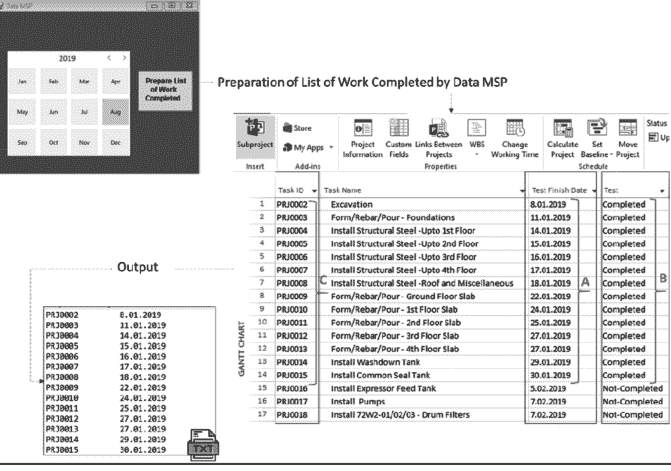 Data MSP
2019 < >
Jan Feb Mar Apr
May Jun Jul Aug
Sep Oct Nov Dec
Prepare List
of Work
Completed
Preparation of List of Work Completed by Data MSP
Subproject
Store
My Apps
Project
Information
Custom
Fields
Links Between
Projects
WBS
Change
Working Time
Calculate
Project
Set
Baseline
Move
Project
Status
Up
Insert Add-ins Properties Schedule
Task ID Task Name Test Finish Date Test
1 PRJ0002 Excavation 8.01.2019 Completed
2 PRJ0003 Form/Rebar/Pour - Foundations 11.01.2019 Completed
3 PRJ0004 Install Structural Steel -Upto 1st Floor 14.01.2019 Completed
4 PRJ0005 Install Structural Steel -Upto 2nd Floor 15.01.2019 Completed
5 PRJ0006 Install Structural Steel -Upto 3rd Floor 16.01.2019 Completed
6 PRJ0007 Install Structural Steel -Upto 4th Floor 17.01.2019 Completed
7 PRJ0008 C Install Structural Steel -Roof and Miscellaneous 18.01.2019 A Completed B
8 PRJ0009 Form/Rebar/Pour - Ground Floor Slab 22.01.2019 Completed
9 PRJ0010 Form/Rebar/Pour - 1st Floor Slab 24.01.2019 Completed
10 PRJ0011 Form/Rebar/Pour - 2nd Floor Slab 25.01.2019 Completed
11 PRJ0012 Form/Rebar/Pour - 3rd Floor Slab 27.01.2019 Completed
12 PRJ0013 Form/Rebar/Pour - 4th Floor Slab 27.01.2019 Completed
13 PRJ0014 Install Washdown Tank 29.01.2019 Completed
14 PRJ0015 Install Common Seal Tank 30.01.2019 Completed
15 PRJ0016 Install Expressor Feed Tank 5.02.2019 Not-Completed
16 PRJ0017 Install Pumps 7.02.2019 Not-Completed
17 PRJ0018 Install 72W2-01/02/03 - Drum Filters 7.02.2019 Not-Completed
GANTT CHART
Output
PRJ0002 8.01.2019
PRJ0003 11.01.2019
PRJ0004 14.01.2019
PRJ0005 15.01.2019
PRJ0006 16.01.2019
PRJ0007 17.01.2019
PRJ0008 18.01.2019
PRJ0009 22.01.2019
PRJ0010 24.01.2019
PRJ0011 25.01.2019
PRJ0012 27.01.2019
PRJ0013 27.01.2019
PRJ0014 29.01.2019
PRJ0015 30.01.2019
TXT